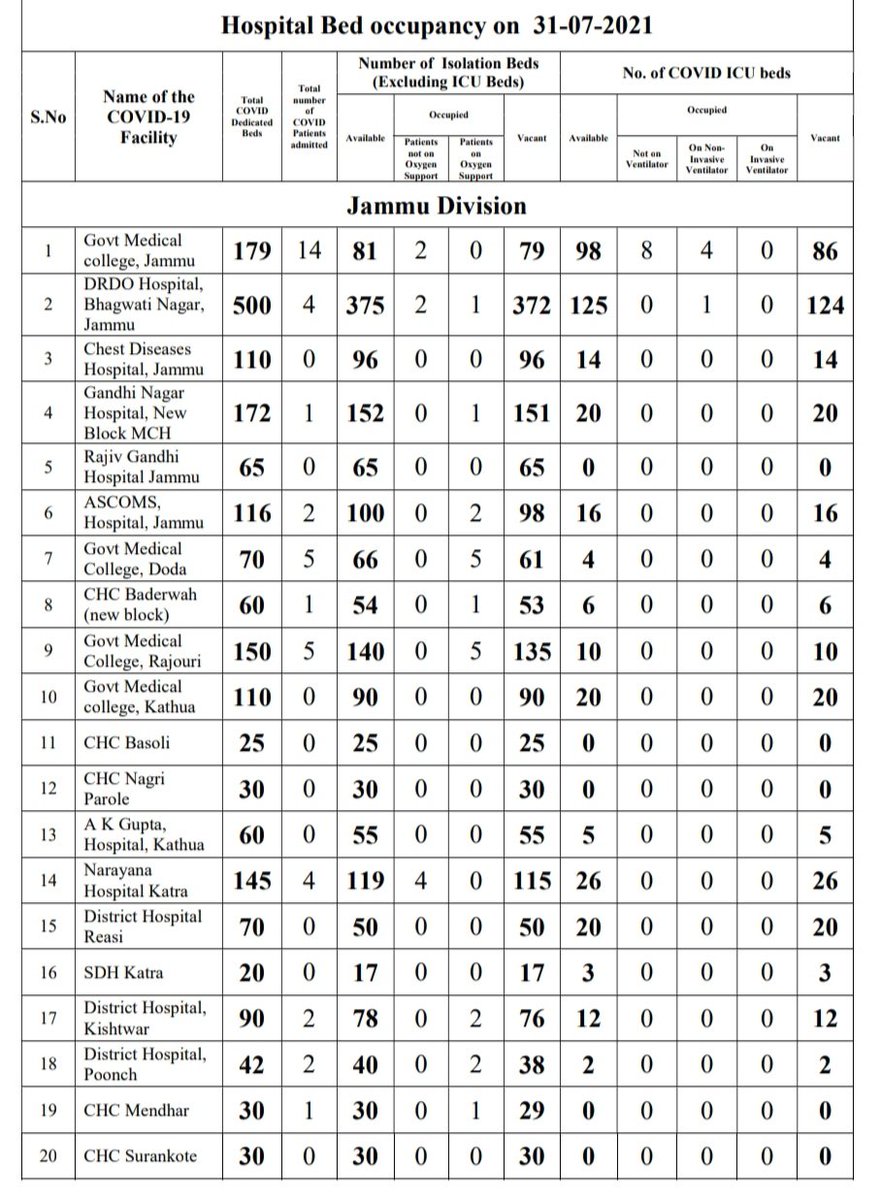 Hospital Bed occupancy on 31-07-2021
S.No
Name of the
COVID-19
Facility
Total
COVID
Dedicated
Beds
Total
number
of
COVID
Patients
admitted
Number of Isolation Beds
(Excluding ICU Beds)
No. of COVID ICU beds
Available
Occupied
Patients
not on
Oxygen
Support
Patients
on
Oxygen
Support
Vacant
Available
Occupied
Not on
Ventilator
On Non-
Invasive
Ventilator
On
Invasive
Ventilator
Vacant
Jammu Division
1 Govt Medical
college, Jammu 179 14 81 2 0 79 98 8 4 0 86
2 DRDO Hospital,
Bhagwati Nagar,
Jammu 500 4 375 2 1 372 125 0 1 0 124
3 Chest Diseases
Hospital, Jammu 110 0 96 0 0 96 14 0 0 0 14
4 Gandhi Nagar
Hospital, New
Block MCH 172 1 152 0 1 151 20 0 0 0 20
5 Rajiv Gandhi
Hospital Jammu 65 0 65 0 0 65 0 0 0 0 0
6 ASCOMS,
Hospital, Jammu 116 2 100 0 2 98 16 0 0 0 16
7 Govt Medical
College, Doda 70 5 66 0 5 61 4 0 0 0 4
8 CHC Baderwah
(new block) 60 1 54 0 1 53 6 0 0 0 6
9 Govt Medical
College, Rajouri 150 5 140 0 5 135 10 0 0 0 10
10 Govt Medical
college, Kathua 110 0 90 0 0 90 20 0 0 0 20
11 CHC Basoli 25 0 25 0 0 25 0 0 0 0 0
12 CHC Nagri
Parole 30 0 30 0 0 30 0 0 0 0 0
13 A K Gupta,
Hospital, Kathua 60 0 55 0 0 55 5 0 0 0 5
14 Narayana
Hospital Katra 145 4 119 4 0 115 26 0 0 0 26
15 District Hospital
Reasi 70 0 50 0 0 50 20 0 0 0 20
16 SDH Katra 20 0 17 0 0 17 3 0 0 0 3
17 District Hospital,
Kishtwar 90 2 78 0 2 76 12 0 0 0 12
18 District Hospital,
Poonch 42 2 40 0 2 38 2 0 0 0 2
19 CHC Mendhar 30 1 30 0 1 29 0 0 0 0 0
20 CHC Surankote 30 0 30 0 0 30 0 0 0 0 0